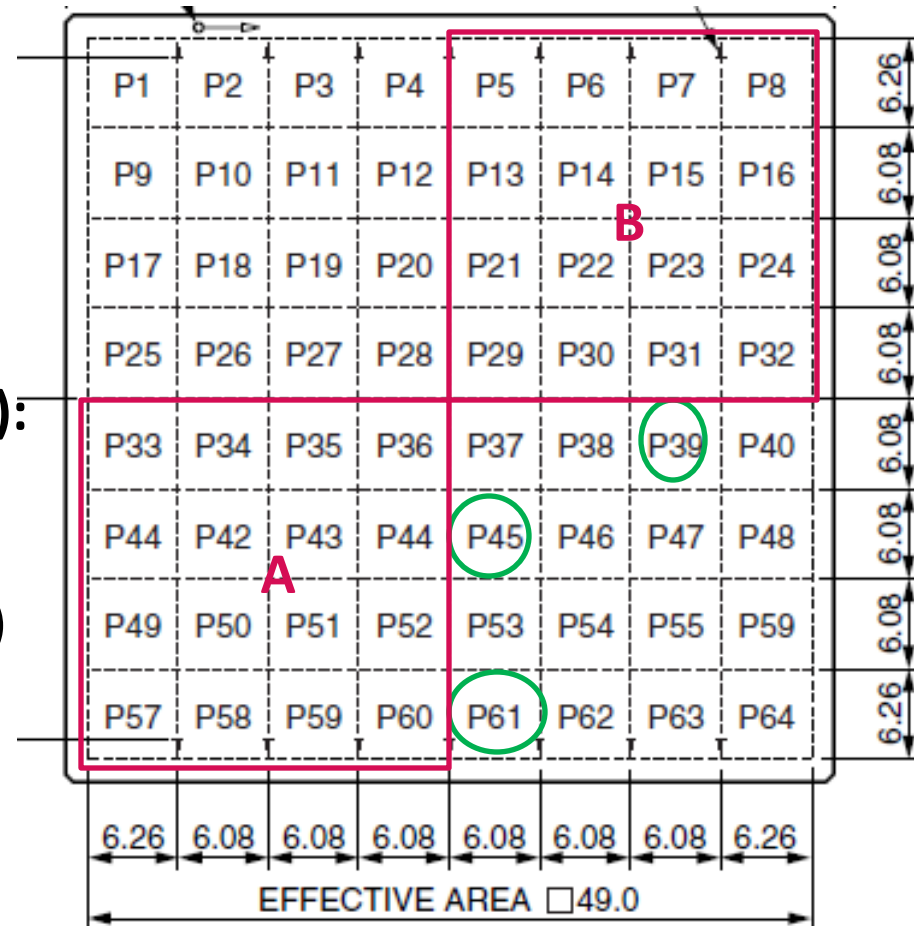 P1 P2 P3 P4 P5 P6 P7 P8 6.26
P9 P10 P11 P12 P13 P14 P15 P16 6.08
B
P17 P18 P19 P20 P21 P22 P23 P24 6.08
P25 P26 P27 P28 P29 P30 P31 P32 6.08
):
P33 P34 P35 P36 P37 P38 P39 P40 6.08
P44 P42 P43 P44 P45 P46 P47 P48 6.08
A
)
P49 P50 P51 P52 P53 P54 P55 P59 6.08
P57 P58 P59 P60 P61 P62 P63 P64 6.26
6.26 6.08 6.08 6.08 6.08 6.08 6.08 6.26
EFFECTIVE AREA □49.0